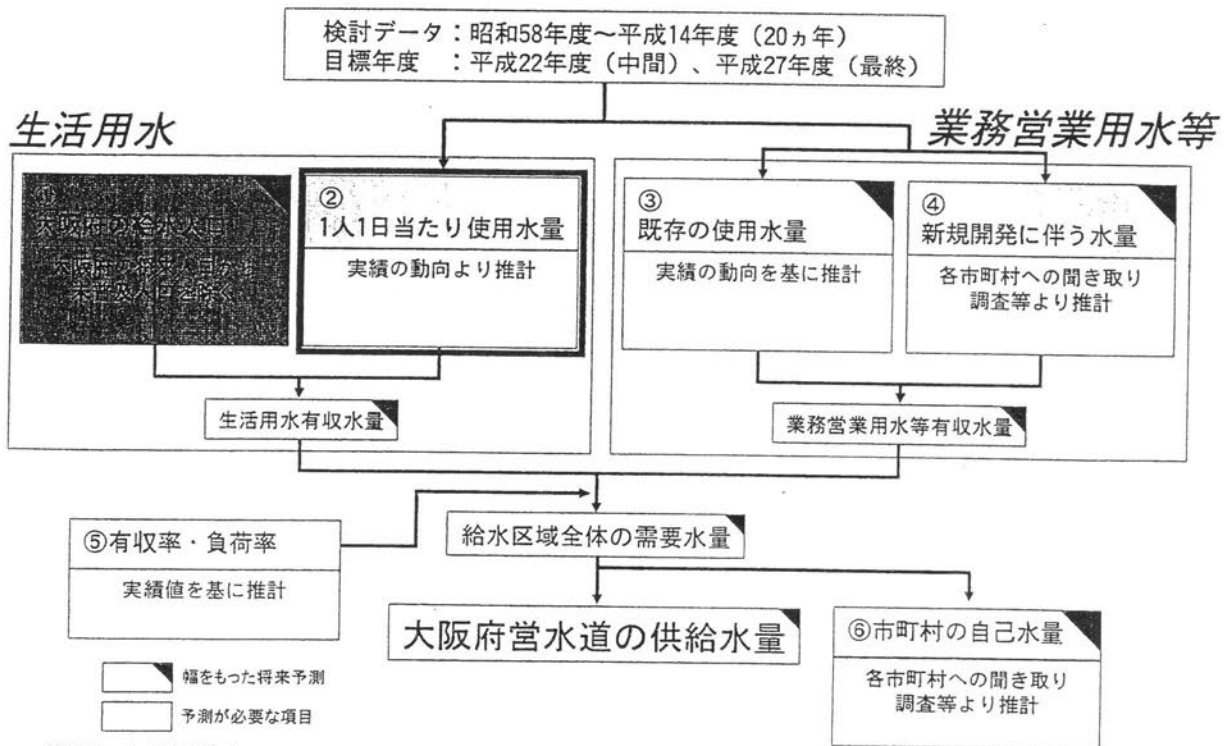 検討データ：昭和58年度～平成14年度（20ヵ年）
目標年度　：平成22年度（中間）、平成27年度（最終）
生活用水
業務営業用水等
①
大阪府の給水人口
大阪府の将来人口から
未普及人口を除く
②
1人1日当たり使用水量
実績の動向より推計
③
既存の使用水量
実績の動向を基に推計
④
新規開発に伴う水量
各市町村への聞き取り
調査等より推計
生活用水有収水量
業務営業用水等有収水量
⑤有収率・負荷率
実績値を基に推計
給水区域全体の需要水量
大阪府営水道の供給水量
⑥市町村の自己水量
各市町村への聞き取り
調査等より推計
幅をもった将来予測
予測が必要な項目